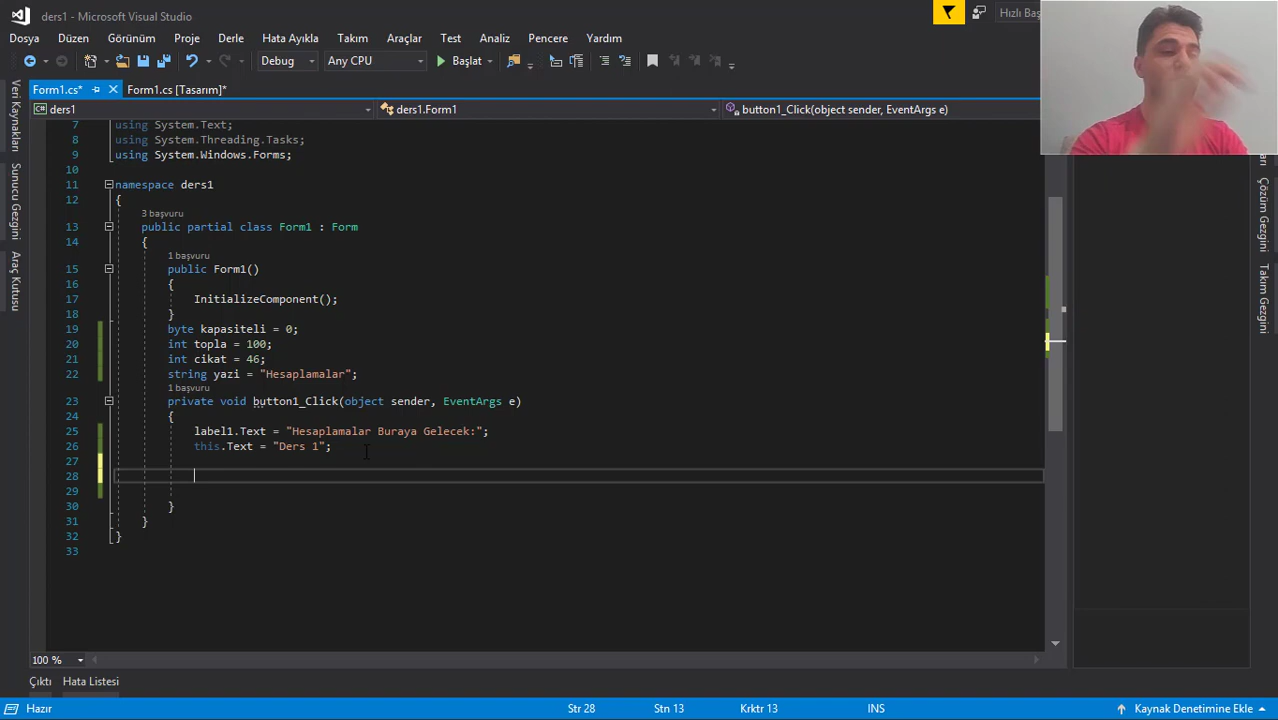 ders1 - Microsoft Visual Studio
Hızlı Baş
Dosya Düzen Görünüm Proje Derle Hata Ayıkla Takım Araçlar Test Analiz Pencere Yardım
Debug Any CPU Başlat
Form1.cs* Form1.cs [Tasarım]*
ders1 ders1.Form1 button1_Click(object sender, EventArgs e)
Veri Kaynakları
Sunucu Gezgini
Araç Kutusu
7 using System.Text;
8 using System.Threading.Tasks;
9 using System.Windows.Forms;
10
11 namespace ders1
12 {
3 başvuru
13 public partial class Form1 : Form
14 {
1 başvuru
15 public Form1()
16 {
17 InitializeComponent();
18 }
19 byte kapasiteli = 0;
20 int topla = 100;
21 int cikat = 46;
22 string yazi = "Hesaplamalar";
1 başvuru
23 private void button1_Click(object sender, EventArgs e)
24 {
25 label1.Text = "Hesaplamalar Buraya Gelecek:";
26 this.Text = "Ders 1";
27
28
29
30 }
31 }
32 }
33
Çözüm Gezgini
Takım Gezgini
100 %
Çıktı Hata Listesi
Hazır Str 28 Stn 13 Krktr 13 INS Kaynak Denetimine Ekle